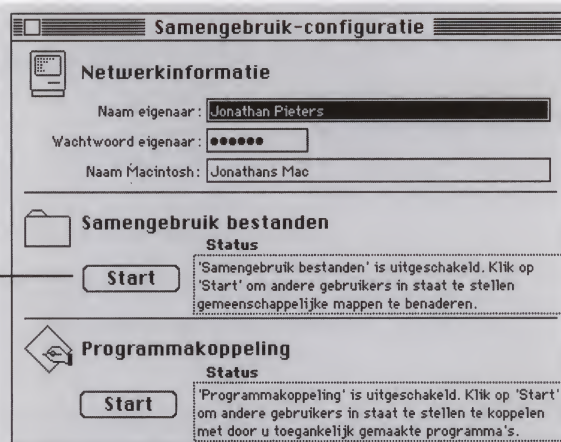 Samengebruik-configuratie
Netwerkinformatie
Naam eigenaar: Jonathan Pieters
Wachtwoord eigenaar: ●●●●●●
Naam Macintosh: Jonathans Mac
Samengebruik bestanden
Status
Start
'Samengebruik bestanden' is uitgeschakeld. Klik op
'Start' om andere gebruikers in staat te stellen
gemeenschappelijke mappen te benaderen.
Programmakoppeling
Status
Start
'Programmakoppeling' is uitgeschakeld. Klik op 'Start'
om andere gebruikers in staat te stellen te koppelen
met door u toegankelijk gemaakte programma's.